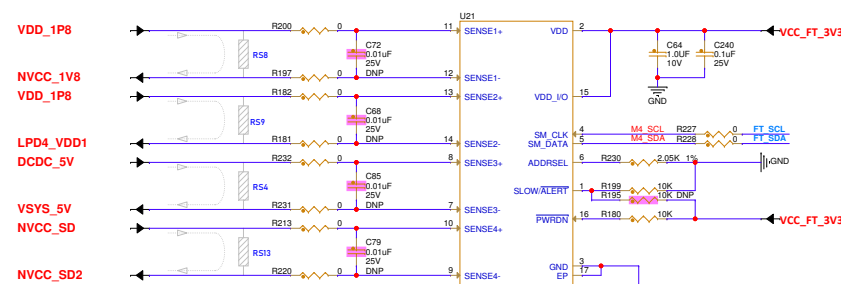 U21
VDD_1P8 R200 0 11 SENSE1+ VDD 2 VCC_FT_3V3
C72 0.01uF 25V DNP
RS8
C64 1.0UF 10V
C240 0.1uF 25V
GND
NVCC_1V8 R197 0 12 SENSE1-
VDD_1P8 R182 0 13 SENSE2+ VDD_I/O 15
C68 0.01uF 25V DNP
RS9
SM_CLK 4 M4_SCL R227 0 FT_SCL
SM_DATA 5 M4_SDA R228 0 FT_SDA
LPD4_VDD1 R181 0 14 SENSE2-
DCDC_5V R232 0 8 SENSE3+ ADDRSEL 6 R230 2.05K 1% GND
C85 0.01uF 25V DNP
RS4
SLOW/ALERT 1 R199 10K
R195 10K DNP
VSYS_5V R231 0 7 SENSE3-
PWRDN 16 R180 10K VCC_FT_3V3
NVCC_SD R213 0 10 SENSE4+
C79 0.01uF 25V DNP
RS13
GND 3
NVCC_SD2 R220 0 9 SENSE4- EP 17